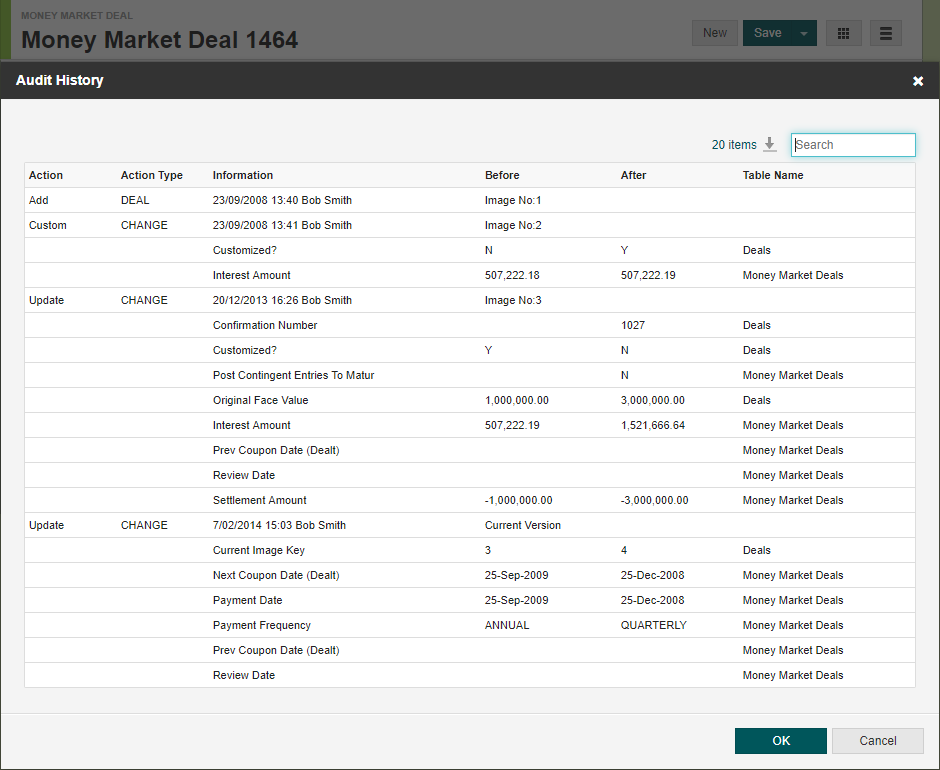 MONEY MARKET DEAL
Money Market Deal 1464
New Save
Audit History
20 items Search
Action Action Type Information Before After Table Name
Add DEAL 23/09/2008 13:40 Bob Smith Image No:1
Custom CHANGE 23/09/2008 13:41 Bob Smith Image No:2
Customized? N Y Deals
Interest Amount 507,222.18 507,222.19 Money Market Deals
Update CHANGE 20/12/2013 16:26 Bob Smith Image No:3
Confirmation Number 1027 Deals
Customized? Y N Deals
Post Contingent Entries To Matur N Money Market Deals
Original Face Value 1,000,000.00 3,000,000.00 Deals
Interest Amount 507,222.19 1,521,666.64 Money Market Deals
Prev Coupon Date (Dealt) Money Market Deals
Review Date Money Market Deals
Settlement Amount -1,000,000.00 -3,000,000.00 Money Market Deals
Update CHANGE 7/02/2014 15:03 Bob Smith Current Version
Current Image Key 3 4 Deals
Next Coupon Date (Dealt) 25-Sep-2009 25-Dec-2008 Money Market Deals
Payment Date 25-Sep-2009 25-Dec-2008 Money Market Deals
Payment Frequency ANNUAL QUARTERLY Money Market Deals
Prev Coupon Date (Dealt) Money Market Deals
Review Date Money Market Deals
OK Cancel